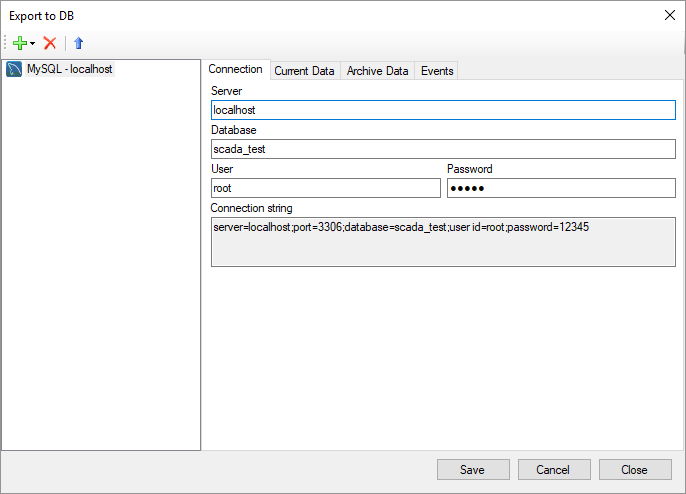 Export to DB
MySQL - localhost
Connection Current Data Archive Data Events
Server
localhost
Database
scada_test
User Password
root ●●●●●
Connection string
server=localhost;port=3306;database=scada_test;user id=root;password=12345
Save Cancel Close